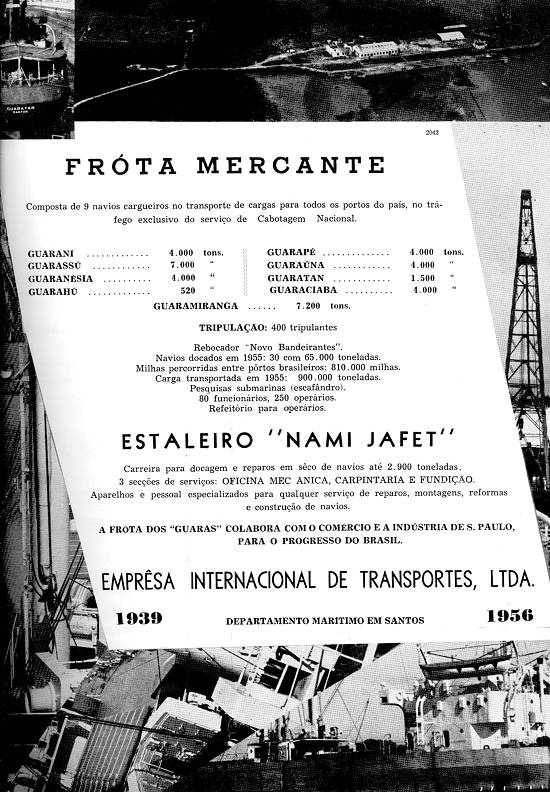 GUARATAN
SANTOS
2043
FRÓTA MERCANTE
Composta de 9 navios cargueiros no transporte de cargas para todos os portos do país, no trá-
fego exclusivo do serviço de Cabotagem Nacional.
GUARANI ............. 4.000 tons.
GUARASSÚ ............ 7.000 "
GUARANÉSIA .......... 4.000 "
GUARAHÚ ............. 520 "
GUARAPÉ .............. 4.000 tons.
GUARAÚNA ............ 4.000 "
GUARATAN ............ 1.500 "
GUARACIABA .......... 4.000 "
GUARAMIRANGA ...... 7.200 tons.
TRIPULAÇÃO: 400 tripulantes
Rebocador "Novo Bandeirantes".
Navios docados em 1955: 30 com 65.000 toneladas.
Milhas percorridas entre pôrtos brasileiros: 810.000 milhas.
Carga transportada em 1955: 900.000 toneladas.
Pesquisas submarinas (escafândro).
80 funcionários, 250 operários.
Refeitório para operários.
ESTALEIRO "NAMI JAFET"
Carreira para docagem e reparos em sêco de navios até 2.900 toneladas.
3 secções de serviços: OFICINA MEC ANICA, CARPINTARIA E FUNDIÇÃO.
Aparelhos e pessoal especializados para qualquer serviço de reparos, montagens, reformas
e construção de navios.
A FROTA DOS "GUARAS" COLABORA COM O COMÉRCIO E A INDÚSTRIA DE S. PAULO,
PARA O PROGRESSO DO BRASIL.
EMPRÊSA INTERNACIONAL DE TRANSPORTES, LTDA.
1939 DEPARTAMENTO MARITIMO EM SANTOS 1956